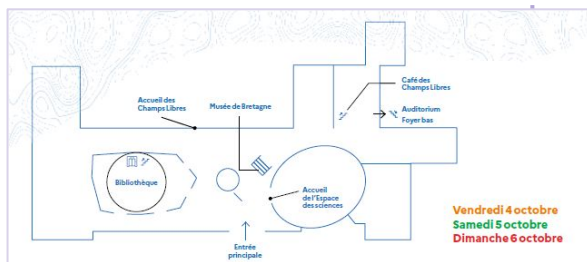 Café des
Champs Libres
Accueil des
Champs Libres
Musée de Bretagne
Auditorium
Foyer bas
Bibliothèque
Accueil
de l'Espace
des sciences
Entrée
principale
Vendredi 4 octobre
Samedi 5 octobre
Dimanche 6 octobre